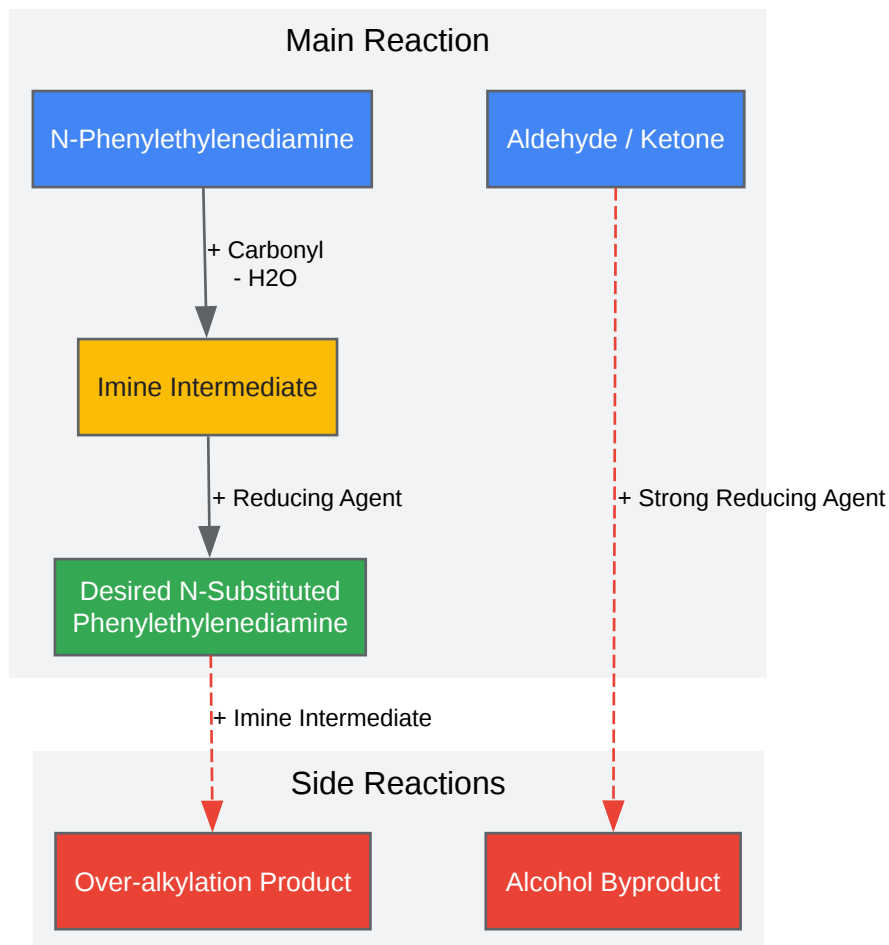 Main Reaction
N-Phenylethylenediamine
Aldehyde / Ketone
+ Carbonyl
- H2O
Imine Intermediate
+ Reducing Agent
+ Strong Reducing Agent
Desired N-Substituted
Phenylethylenediamine
+ Imine Intermediate
Side Reactions
Over-alkylation Product
Alcohol Byproduct